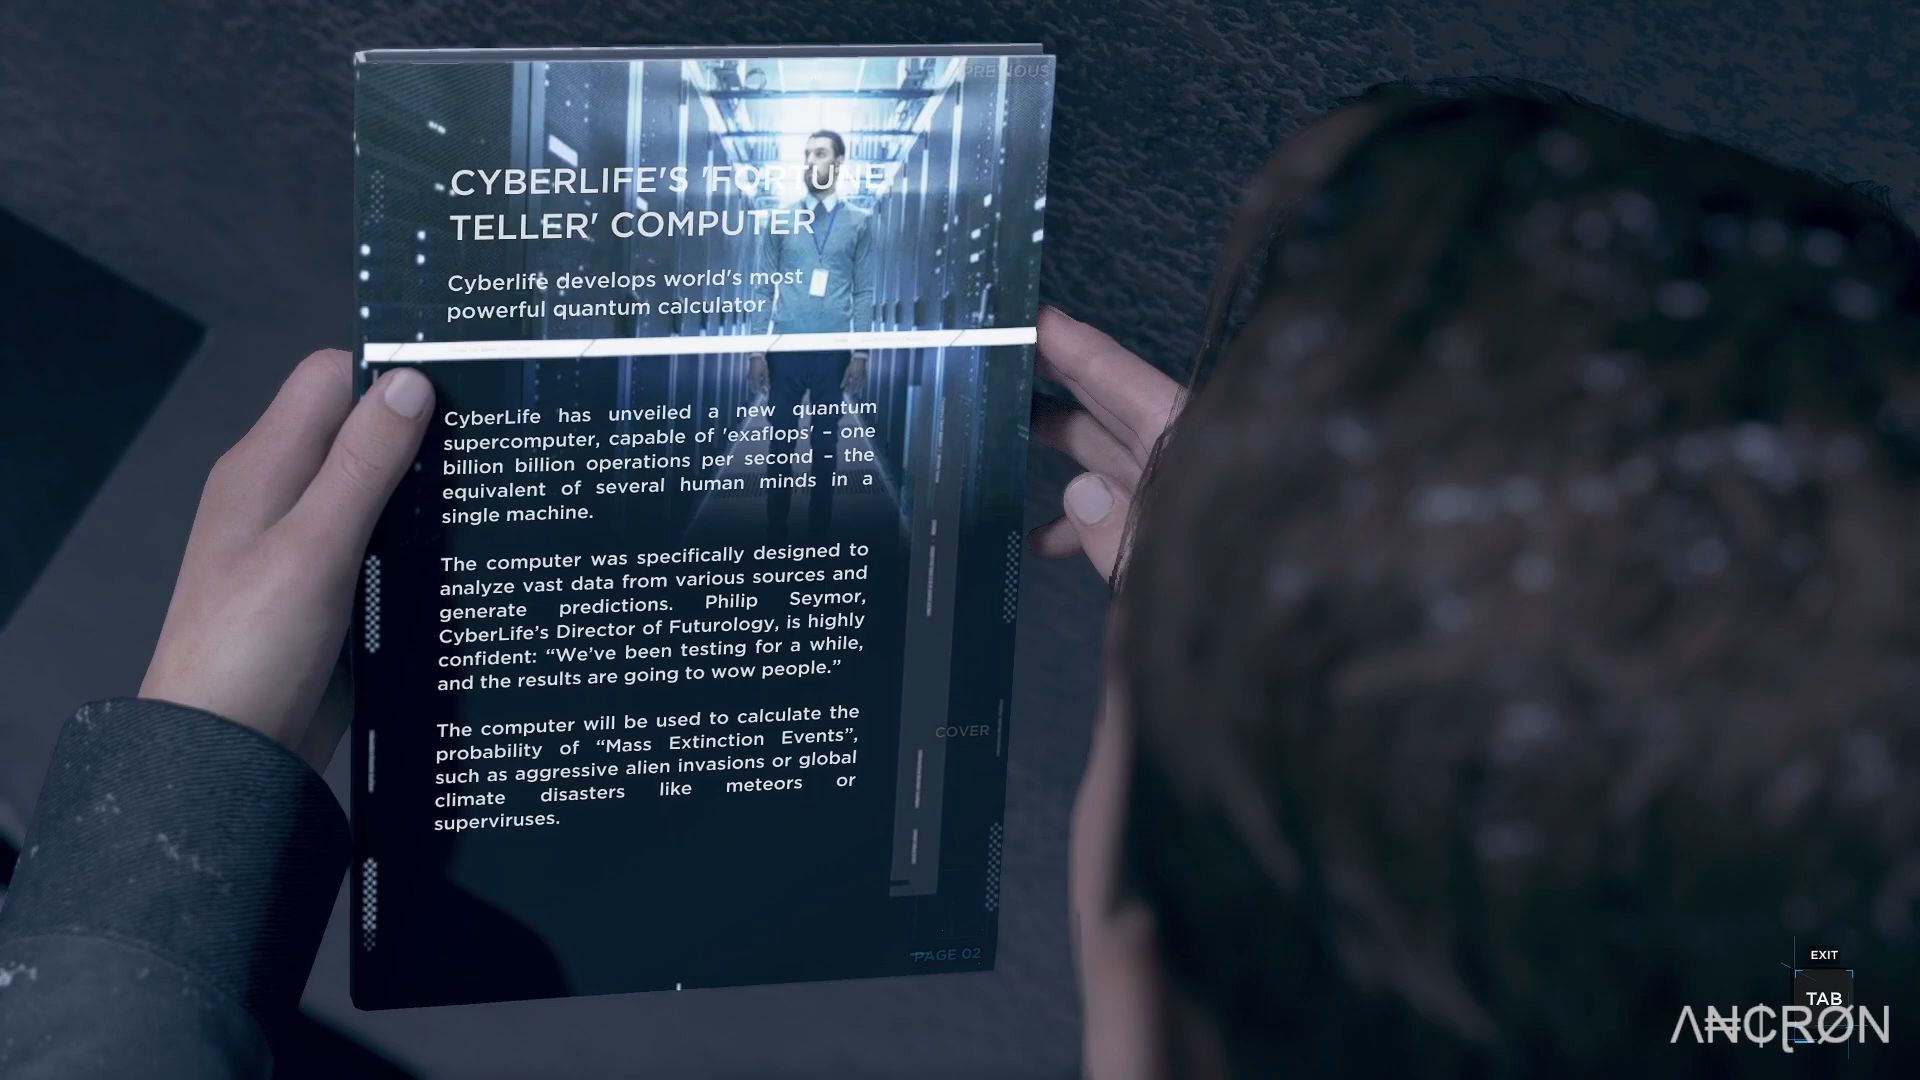 PREVIOUS
CYBERLIFE'S 'FORTUNE
TELLER' COMPUTER
Cyberlife develops world's most
powerful quantum calculator
CyberLife has unveiled a new quantum
supercomputer, capable of 'exaflops' – one
billion billion operations per second – the
equivalent of several human minds in a
single machine.
The computer was specifically designed to
analyze vast data from various sources and
generate predictions. Philip Seymor,
CyberLife's Director of Futurology, is highly
confident: “We've been testing for a while,
and the results are going to wow people.”
The computer will be used to calculate the
probability of “Mass Extinction Events”,
such as aggressive alien invasions or global
climate disasters like meteors or
superviruses.
COVER
PAGE 02
EXIT
TAB
ΛN₵RØN